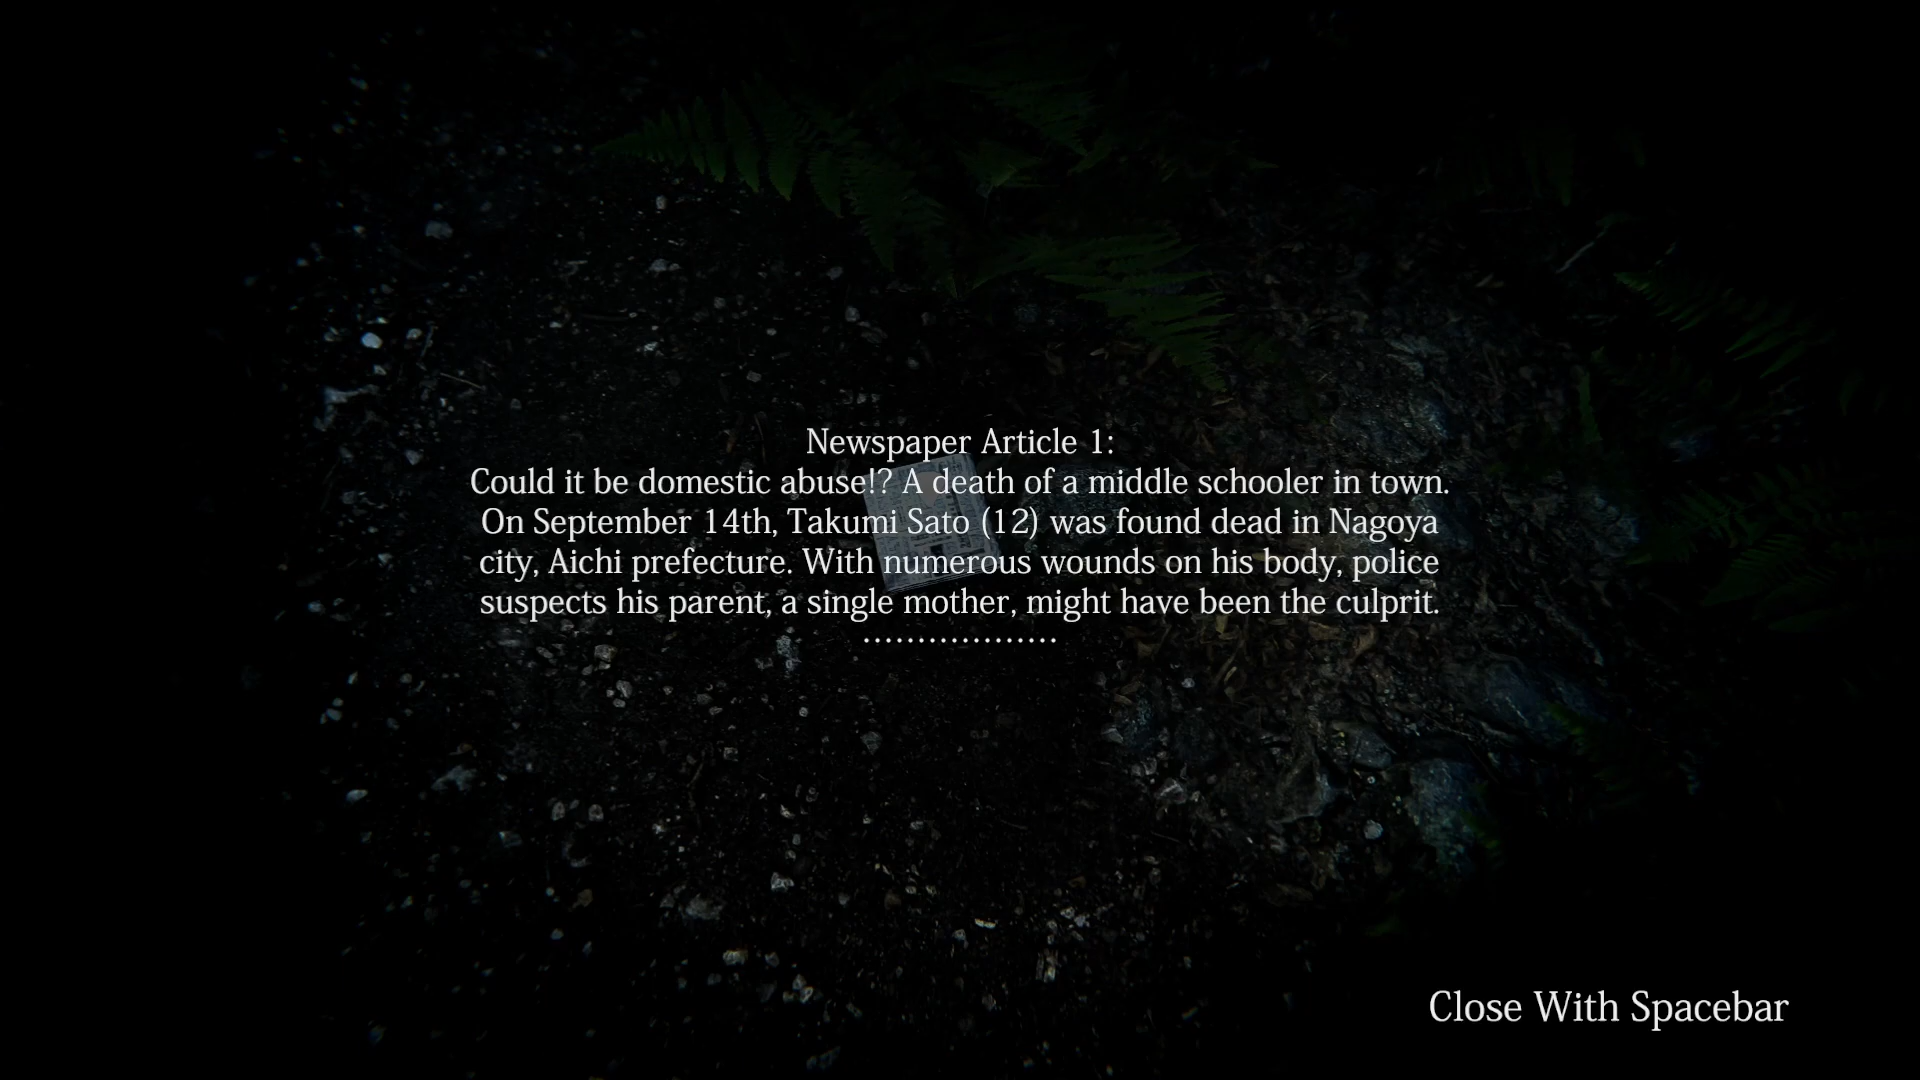 Newspaper Article 1:
Could it be domestic abuse!? A death of a middle schooler in town.
On September 14th, Takumi Sato (12) was found dead in Nagoya
city, Aichi prefecture. With numerous wounds on his body, police
suspects his parent, a single mother, might have been the culprit.
..................
Close With Spacebar